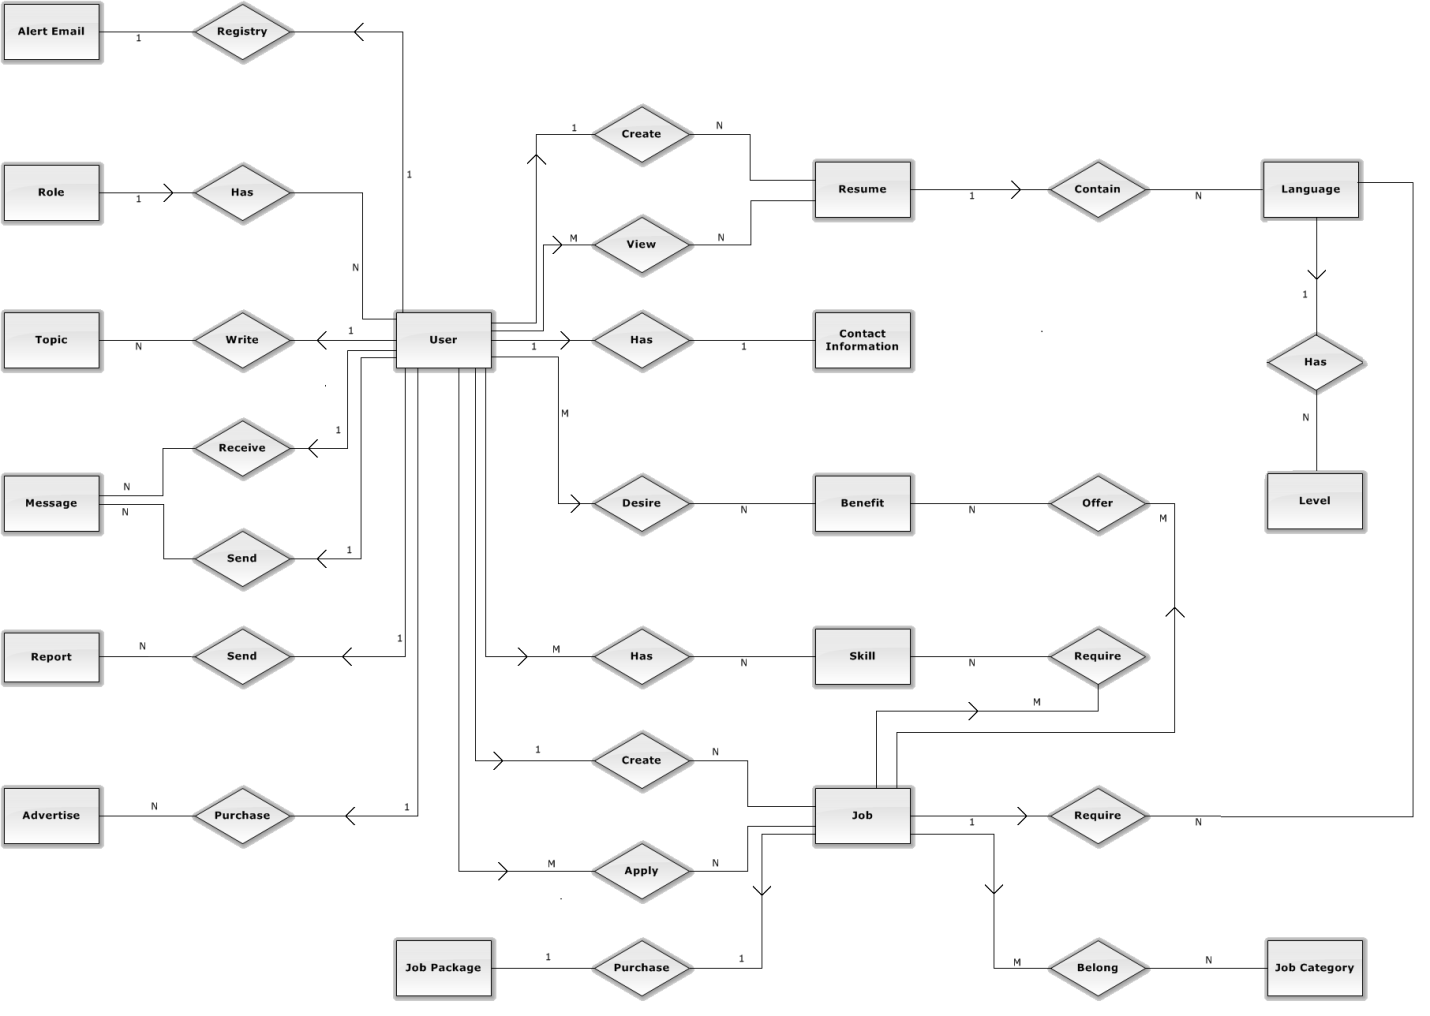 Alert Email
1
Registry
1
Role
1
Has
N
Topic
N
Write
1
User
1
Create
N
M
View
N
Resume
1
Contain
N
Language
1
Has
1
Contact
Information
1
Has
N
Level
Message
N
N
Receive
1
Send
1
M
Desire
N
Benefit
N
Offer
M
Report
N
Send
1
M
Has
N
Skill
N
Require
M
Advertise
N
Purchase
1
1
Create
N
M
Apply
N
Job
1
Require
N
Job Package
1
Purchase
1
M
Belong
N
Job Category